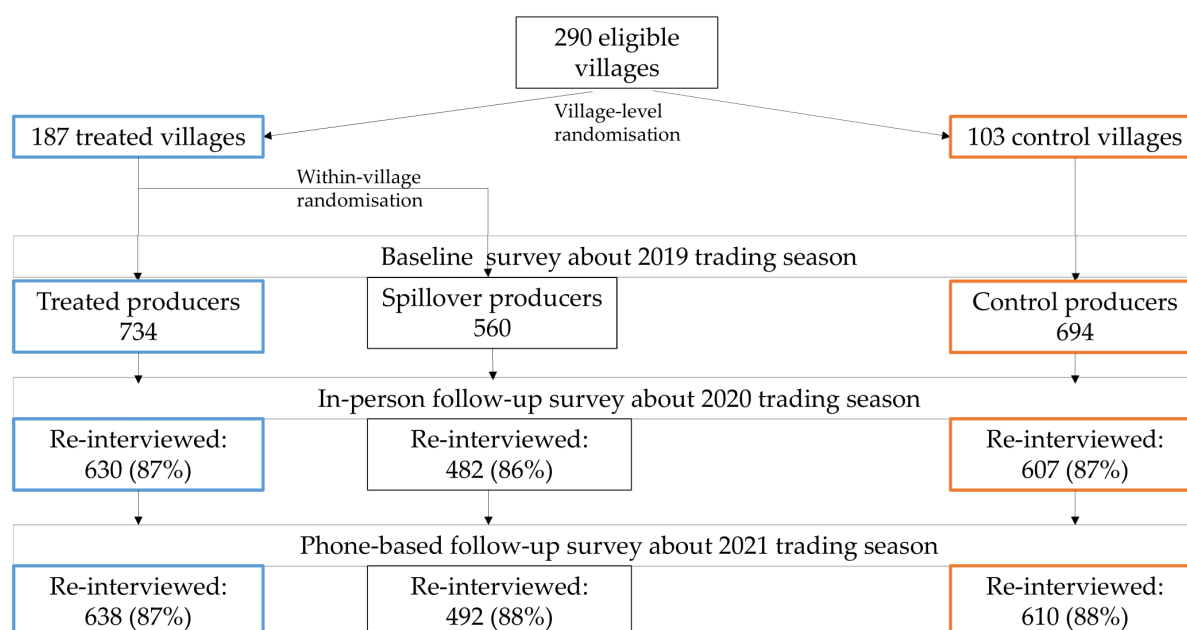 290 eligible
villages
Village-level
randomisation
187 treated villages
103 control villages
Within-village
randomisation
Baseline survey about 2019 trading season
Treated producers
734
Spillover producers
560
Control producers
694
In-person follow-up survey about 2020 trading season
Re-interviewed:
630 (87%)
Re-interviewed:
482 (86%)
Re-interviewed:
607 (87%)
Phone-based follow-up survey about 2021 trading season
Re-interviewed:
638 (87%)
Re-interviewed:
492 (88%)
Re-interviewed:
610 (88%)